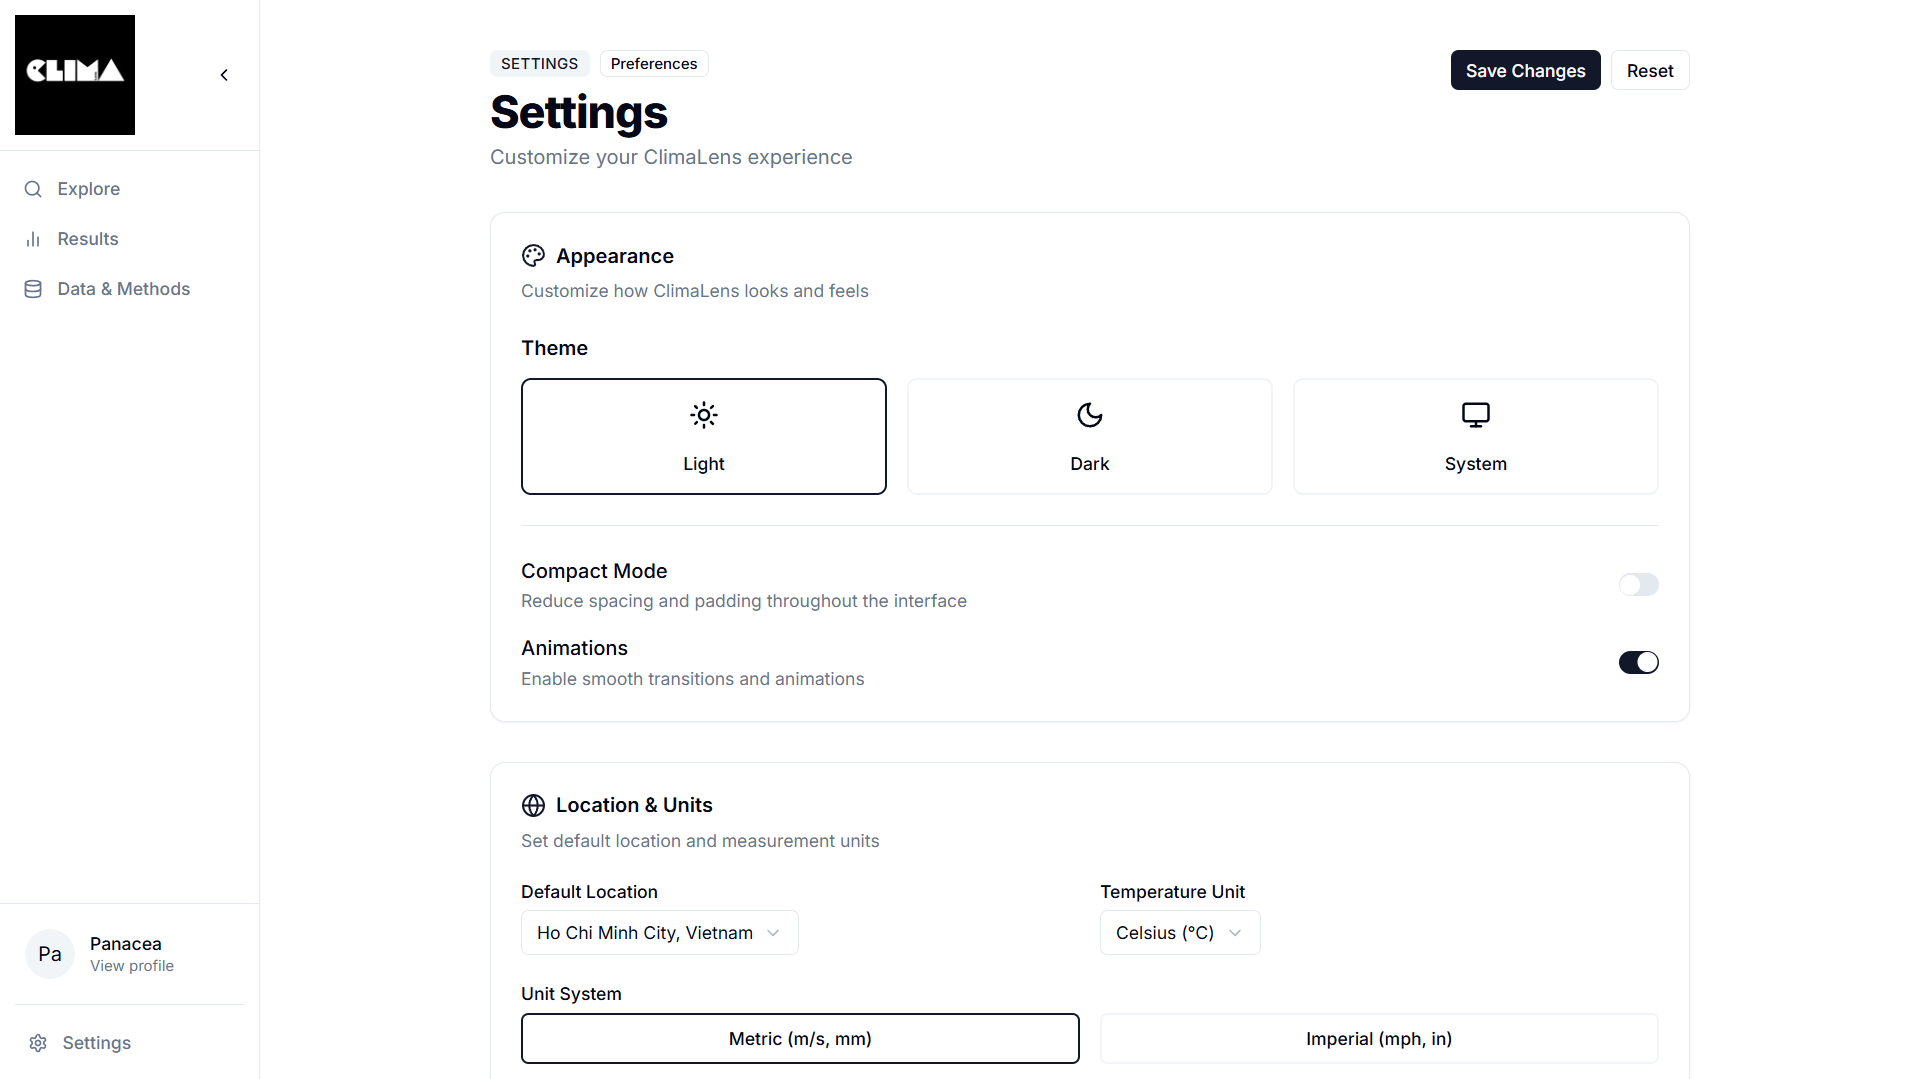 CLIMA
Explore
Results
Data & Methods
Pa
Panacea
View profile
Settings
SETTINGS
Preferences
Settings
Customize your ClimaLens experience
Save Changes
Reset
Appearance
Customize how ClimaLens looks and feels
Theme
Light
Dark
System
Compact Mode
Reduce spacing and padding throughout the interface
Animations
Enable smooth transitions and animations
Location & Units
Set default location and measurement units
Default Location
Ho Chi Minh City, Vietnam
Temperature Unit
Celsius (°C)
Unit System
Metric (m/s, mm)
Imperial (mph, in)